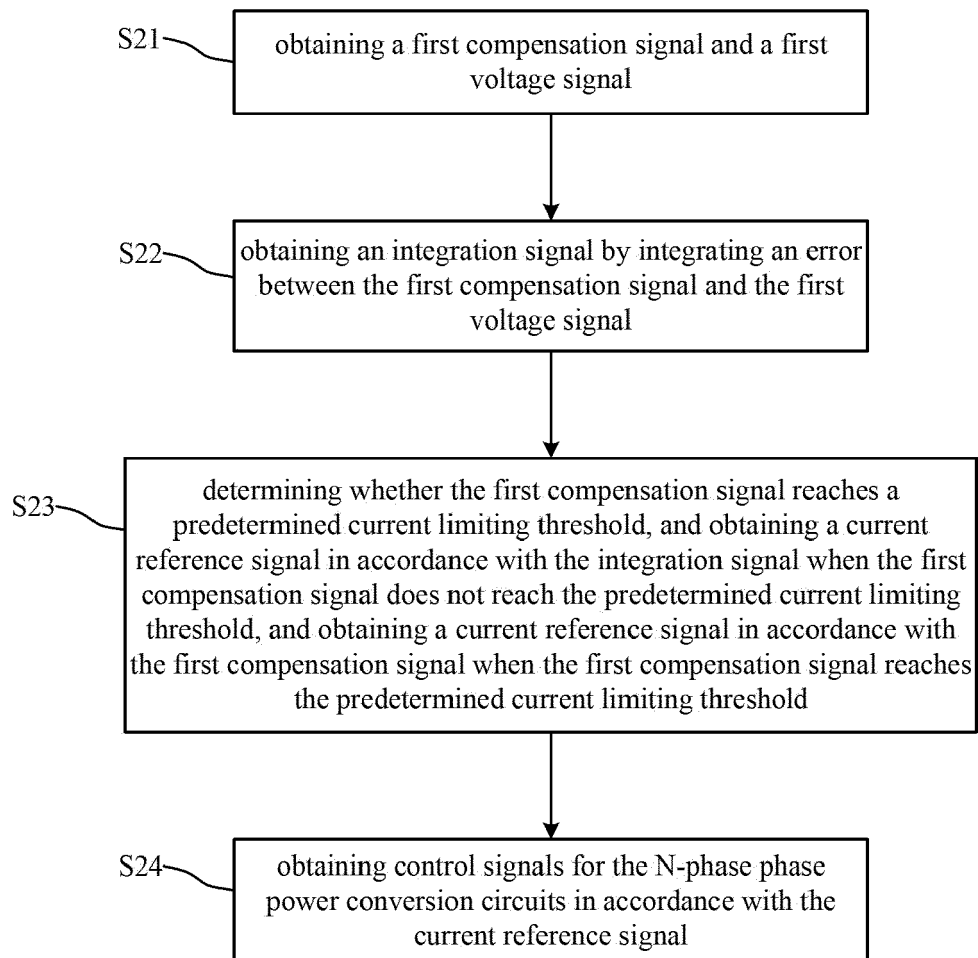 S21
obtaining a first compensation signal and a first
voltage signal
S22
obtaining an integration signal by integrating an error
between the first compensation signal and the first
voltage signal
S23
determining whether the first compensation signal reaches a
predetermined current limiting threshold, and obtaining a current
reference signal in accordance with the integration signal when the first
compensation signal does not reach the predetermined current limiting
threshold, and obtaining a current reference signal in accordance with
the first compensation signal when the first compensation signal reaches
the predetermined current limiting threshold
S24
obtaining control signals for the N-phase phase
power conversion circuits in accordance with the
current reference signal